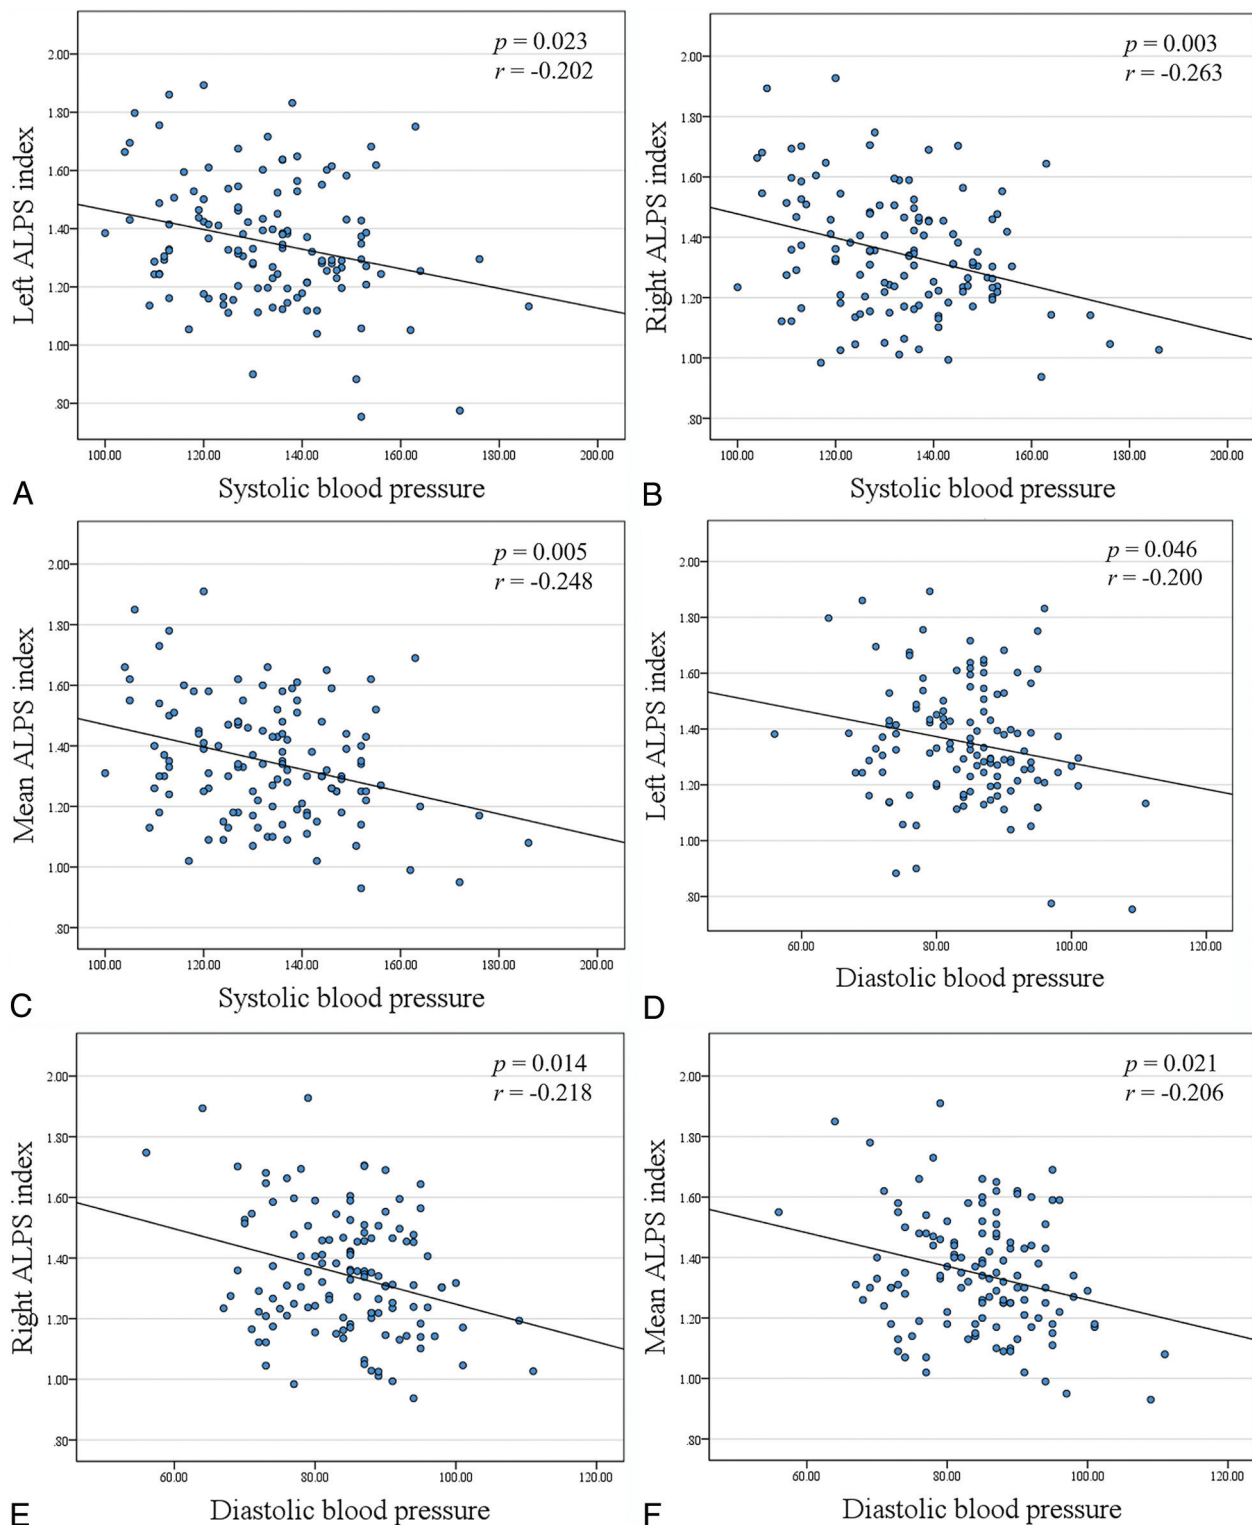 p = 0.023
r = -0.202
2.00
1.80
1.60
1.40
1.20
1.00
.80
Left ALPS index
100.00 120.00 140.00 160.00 180.00 200.00
Systolic blood pressure
A
p = 0.003
r = -0.263
2.00
1.80
1.60
1.40
1.20
1.00
.80
Right ALPS index
100.00 120.00 140.00 160.00 180.00 200.00
Systolic blood pressure
B
p = 0.005
r = -0.248
2.00
1.80
1.60
1.40
1.20
1.00
.80
Mean ALPS index
100.00 120.00 140.00 160.00 180.00 200.00
Systolic blood pressure
C
p = 0.046
r = -0.200
2.00
1.80
1.60
1.40
1.20
1.00
.80
Left ALPS index
60.00 80.00 100.00 120.00
Diastolic blood pressure
D
p = 0.014
r = -0.218
2.00
1.80
1.60
1.40
1.20
1.00
.80
Right ALPS index
60.00 80.00 100.00 120.00
Diastolic blood pressure
E
p = 0.021
r = -0.206
2.00
1.80
1.60
1.40
1.20
1.00
.80
Mean ALPS index
60.00 80.00 100.00 120.00
Diastolic blood pressure
F